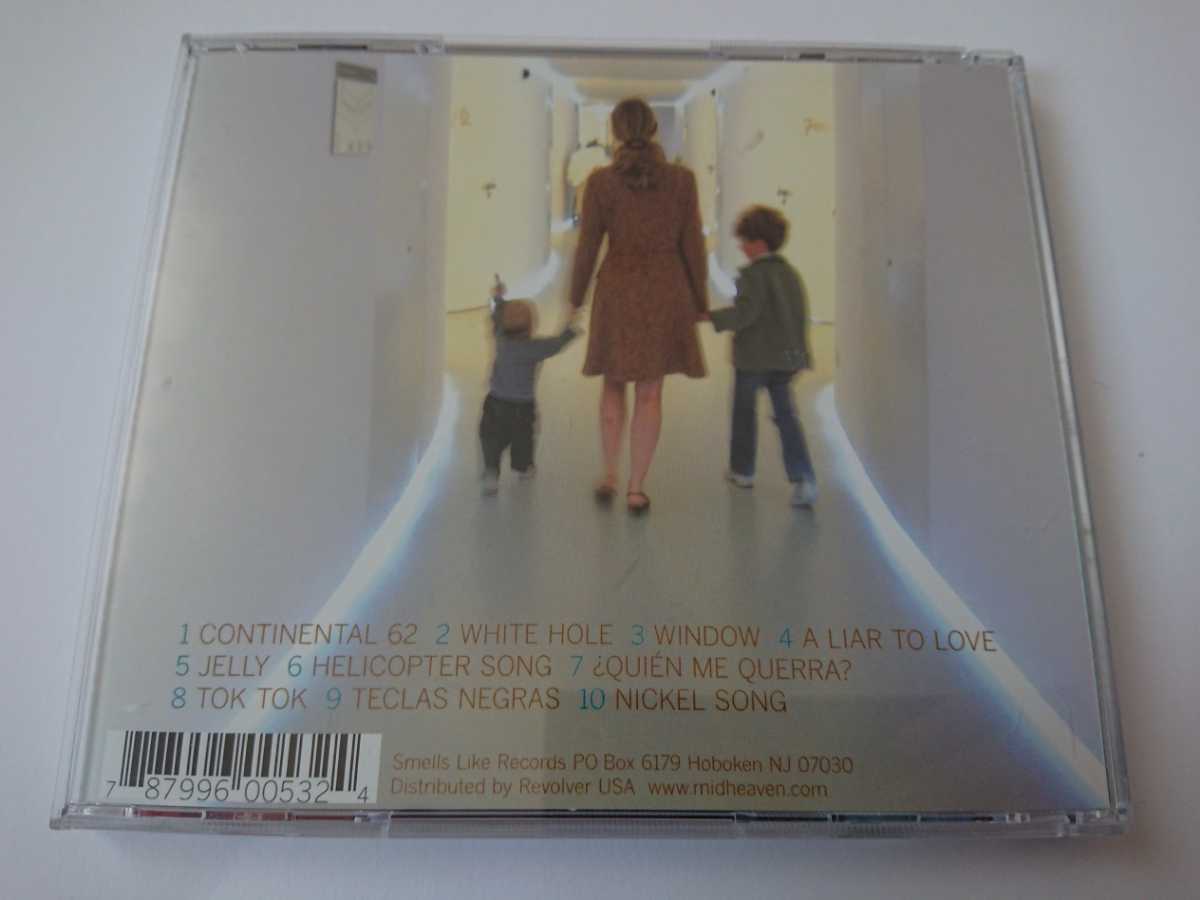 1 CONTINENTAL 62 2 WHITE HOLE 3 WINDOW 4 A LIAR TO LOVE
5 JELLY 6 HELICOPTER SONG 7 ¿QUIÉN ME QUERRA?
8 TOK TOK 9 TECLAS NEGRAS 10 NICKEL SONG
Smells Like Records PO Box 6179 Hoboken NJ 07030
Distributed by Revolver USA www.midheaven.com
7 87996 00532 4